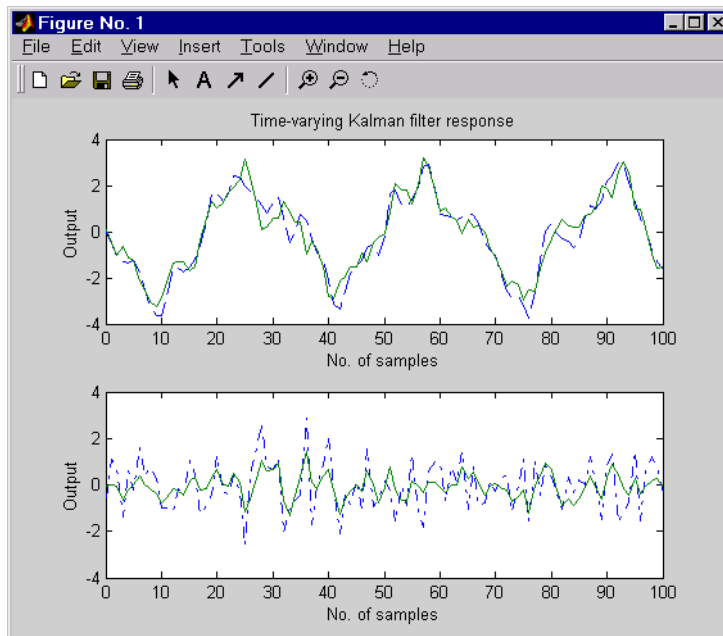 Figure No. 1
File Edit View Insert Tools Window Help
A
Time-varying Kalman filter response
4
2
0
-2
-4
Output
0 10 20 30 40 50 60 70 80 90 100
No. of samples
4
2
0
-2
-4
Output
0 10 20 30 40 50 60 70 80 90 100
No. of samples